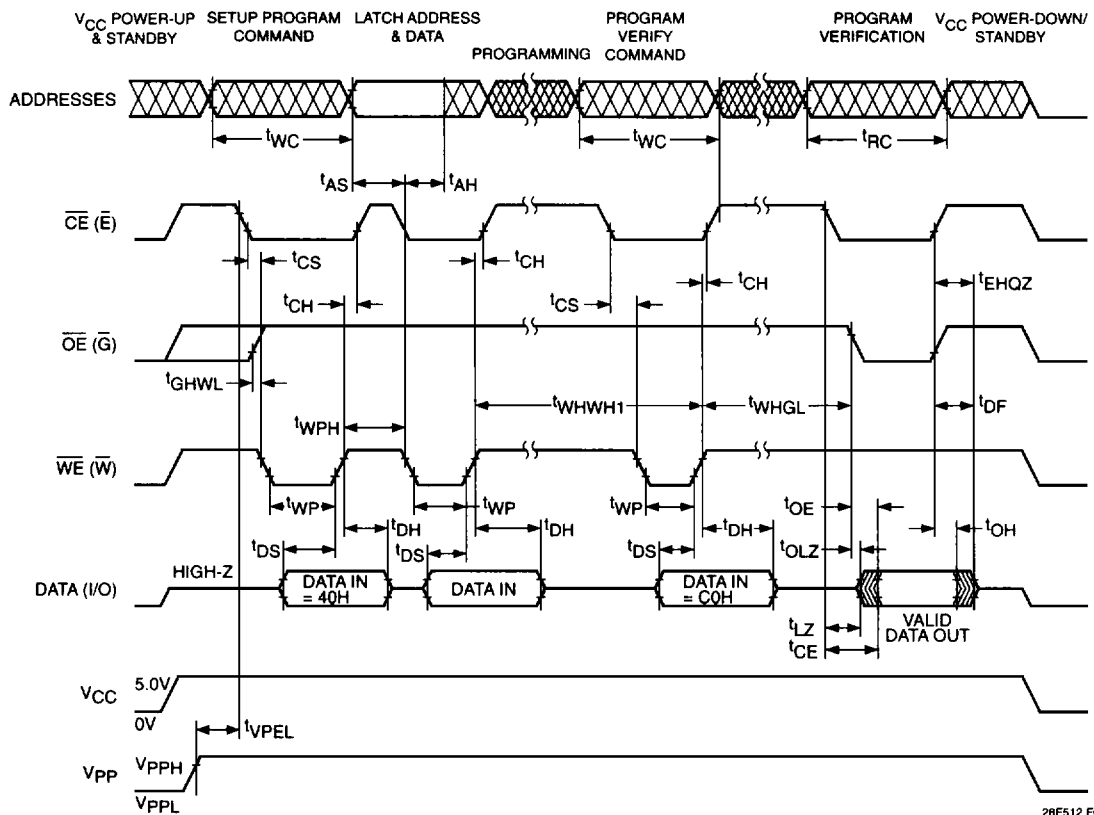 VCC POWER-UP & STANDBY
SETUP PROGRAM COMMAND
LATCH ADDRESS & DATA
PROGRAMMING
PROGRAM VERIFY COMMAND
PROGRAM VERIFICATION
VCC POWER-DOWN/ STANDBY
ADDRESSES
tWC
tWC
tRC
tAS
tAH
CE (E)
tCS
tCH
tCH
tCS
tCH
tEHQZ
OE (G)
tGHWL
tWPH
tWHWH1
tWHGL
tDF
WE (W)
tWP
tWP
tWP
tOE
tDH
tDH
tDH
tOH
tDS
tDS
tDS
tOLZ
DATA (I/O)
HIGH-Z
DATA IN = 40H
DATA IN
DATA IN = C0H
VALID DATA OUT
tLZ
tCE
VCC
5.0V
0V
tVPEL
VPP
VPPH
VPPL